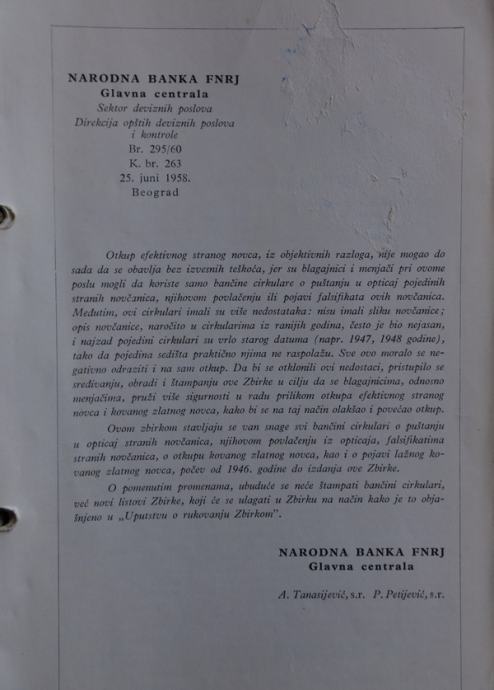 NARODNA BANKA FNRJ
Glavna centrala
Sektor deviznih poslova
Direkcija opštih deviznih poslova
i kontrole
Br. 295/60
K. br. 263
25. juni 1958.
Beograd
Otkup efektivnog stranog novca, iz objektivnih razloga, nije mogao do
sada da se obavlja bez izvesnih teškoća, jer su blagajnici i menjači pri ovome
poslu mogli da koriste samo bančine cirkulare o puštanju u opticaj pojedinih
stranih novčanica, njihovom povlačenju ili pojavi falsifikata ovih novčanica.
Međutim, ovi cirkulari imali su više nedostataka: nisu imali sliku novčanice;
opis novčanice, naročito u cirkularima iz ranijih godina, često je bio nejasan,
i najzad pojedini cirkulari su vrlo starog datuma (napr. 1947, 1948 godine),
tako da pojedina sedišta praktično njima ne raspolažu. Sve ovo moralo se ne-
gativno odraziti i na sam otkup. Da bi se otklonili ovi nedostaci, pristupilo se
sređivanju, obradi i štampanju ove Zbirke u cilju da se blagajnicima, odnosno
menjačima, pruži više sigurnosti u radu prilikom otkupa efektivnog stranog
novca i kovanog zlatnog novca, kako bi se na taj način olakšao i povećao otkup.
Ovom zbirkom stavljaju se van snage svi bančini cirkulari o puštanju
u opticaj stranih novčanica, njihovom povlačenju iz opticaja, falsifikatima
stranih novčanica, o otkupu kovanog zlatnog novca, kao i o pojavi lažnog ko-
vanog zlatnog novca, počev od 1946. godine do izdanja ove Zbirke.
O pomenutim promenama, ubuduće se neće štampati bančini cirkulari,
već novi listovi Zbirke, koji će se ulagati u Zbirku na način kako je to obja-
šnjeno u „Uputstvu o rukovanju Zbirkom”.
NARODNA BANKA FNRJ
Glavna centrala
A. Tanasijević, s.r. P. Petijević, s.r.